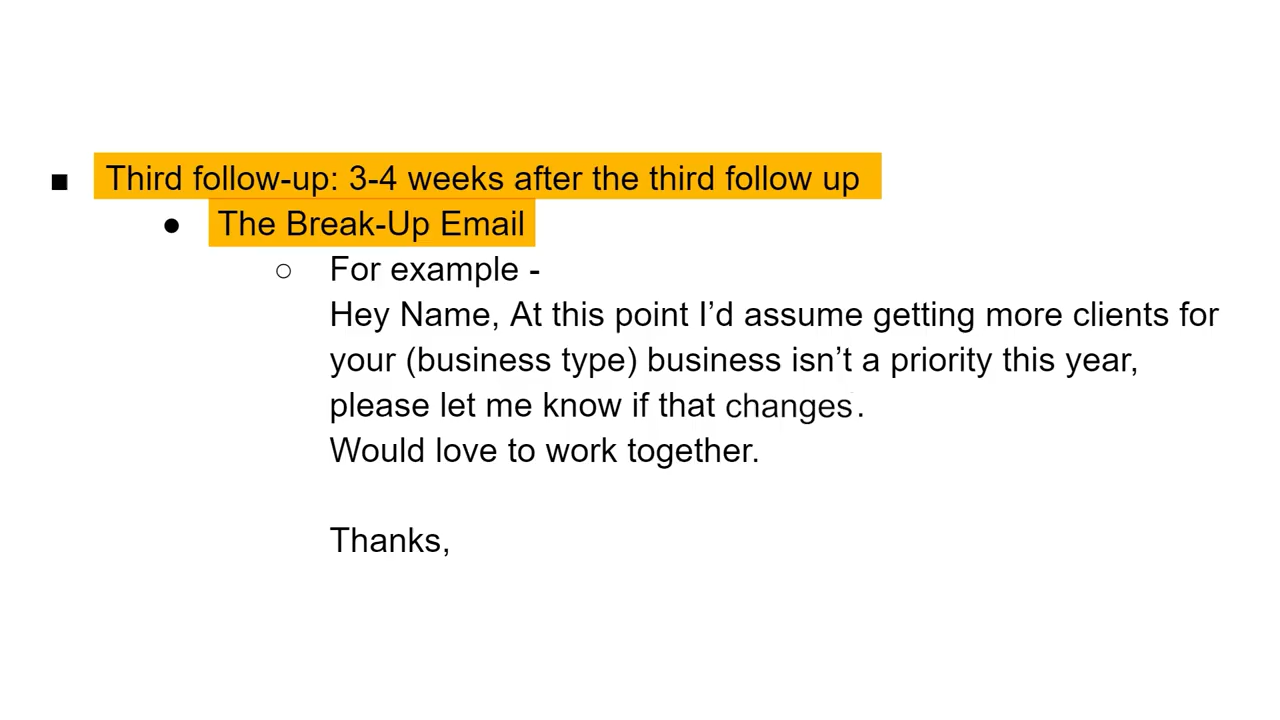 ■ Third follow-up: 3-4 weeks after the third follow up
● The Break-Up Email
○ For example -
Hey Name, At this point I’d assume getting more clients for
your (business type) business isn’t a priority this year,
please let me know if that changes.
Would love to work together.
Thanks,